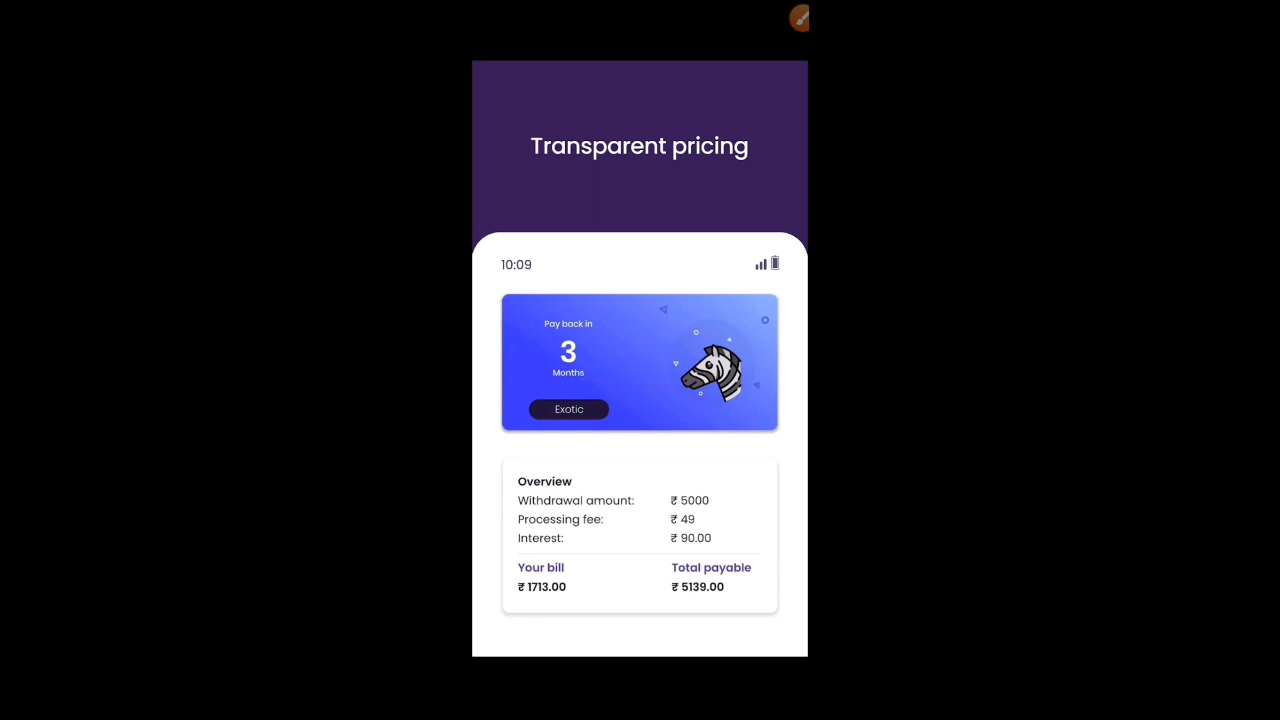 Transparent pricing
10:09
Pay back in
3
Months
Exotic
Overview
Withdrawal amount: ₹ 5000
Processing fee: ₹ 49
Interest: ₹ 90.00
Your bill Total payable
₹ 1713.00 ₹ 5139.00